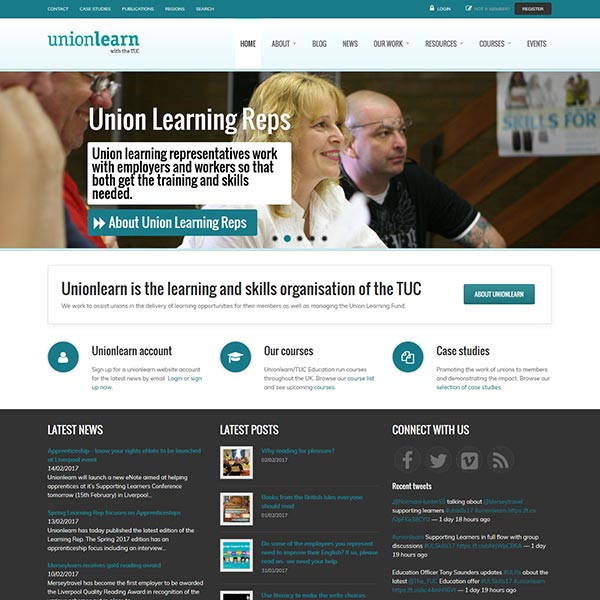 CONTACT CASE STUDIES PUBLICATIONS REGIONS SEARCH LOGIN NOT A MEMBER? REGISTER
unionlearn
with the TUC
HOME ABOUT BLOG NEWS OUR WORK RESOURCES COURSES EVENTS
SKILLS FOR
Union Learning Reps
Union learning representatives work
with employers and workers so that
both get the training and skills
needed.
About Union Learning Reps
Unionlearn is the learning and skills organisation of the TUC
We work to assist unions in the delivery of learning opportunities for their members as well as managing the Union Learning Fund.
ABOUT UNIONLEARN
Unionlearn account
Sign up for a unionlearn website account
for the latest news by email. Login or sign
up now.
Our courses
Unionlearn/TUC Education run courses
throughout the UK. Browse our course list
and see upcoming courses.
Case studies
Promoting the work of unions to members
and demonstrating the impact. Browse our
selection of case studies.
LATEST NEWS
Apprenticeship - know your rights eNote to be launched
at Liverpool event
14/02/2017
Unionlearn will launch a new eNote aimed at helping
apprentices at it's Supporting Learners Conference
tomorrow (15th February) in Liverpool...
Spring Learning Rep focuses on Apprenticeships
Unionlearn has today published the latest edition of the
Learning Rep. The Spring 2017 edition has an
apprenticeship focus including an interview...
Merseylearn receives gold reading award
10/02/2017
Merseytravel has become the first employer to be awarded
the Liverpool Quality Reading Award in recognition of the
LATEST POSTS
Why reading for pleasure?
02/02/2017
Books from the British Isles everyone
should read
01/02/2017
Do some of the employees you represent
need to improve their English? If so, please
read on- we need your help.
31/01/2017
Use literacy to make the write choices
CONNECT WITH US
Recent tweets
talking about @Merseytravel
supporting learners #ulskills17 #unionlearn
— 1 day 18 hours ago
#unionlearn Supporting Learners in full flow with group
discussions #ULSkills17
— 1 day
19 hours ago
Education Officer Tony Saunders updates #ULRs about
the latest @The_TUC Education offer #ULSkills17 #unionlearn
— 1 day 19 hours ago